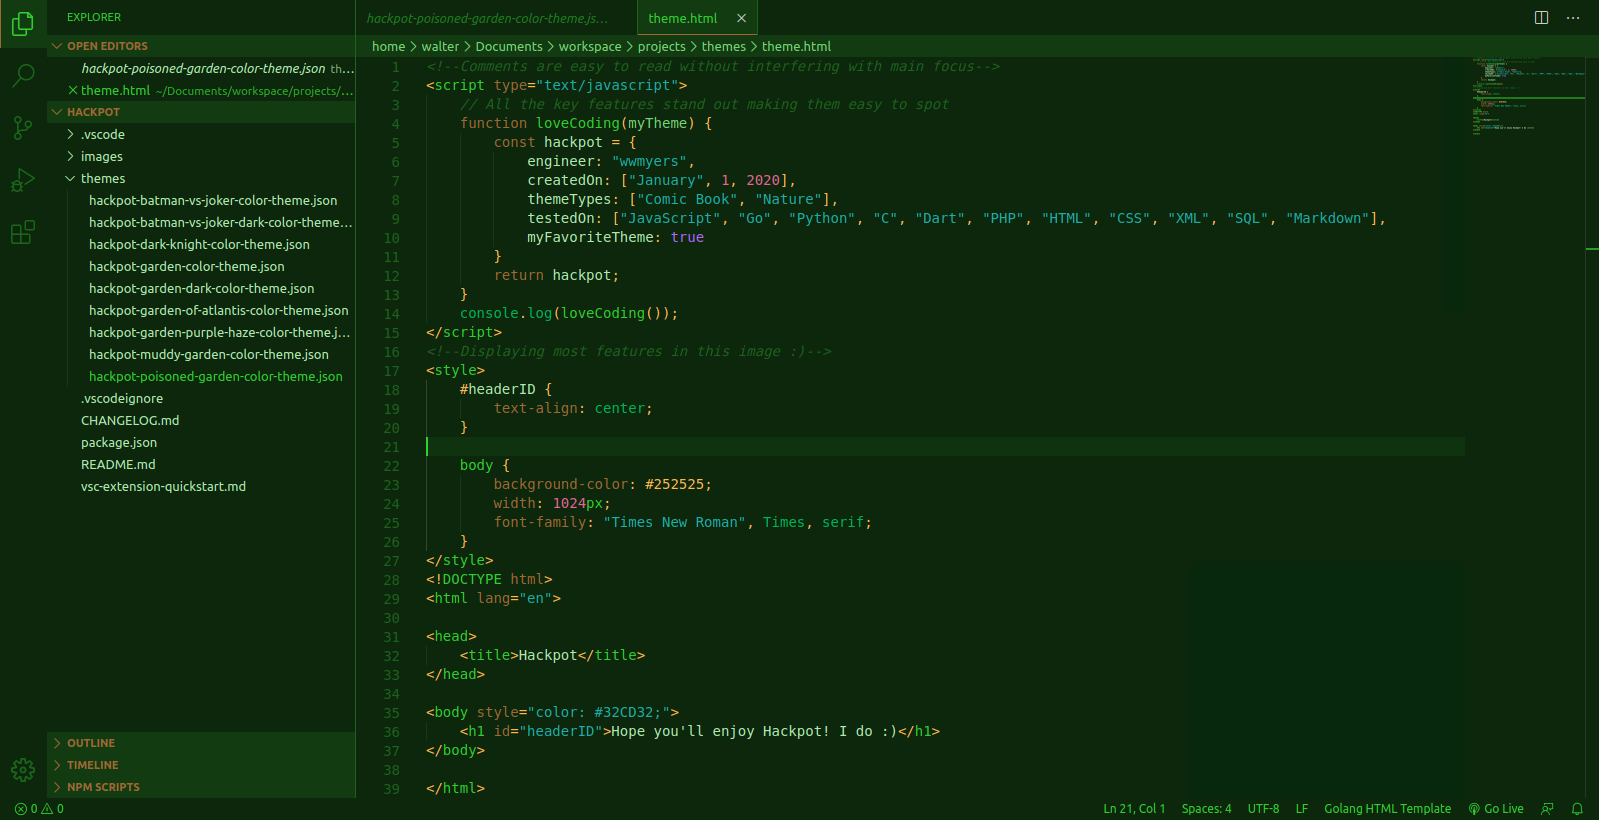 EXPLORER
OPEN EDITORS
hackpot-poisoned-garden-color-theme.json th...
theme.html ~/Documents/workspace/projects/...
HACKPOT
.vscode
images
themes
hackpot-batman-vs-joker-color-theme.json
hackpot-batman-vs-joker-dark-color-theme...
hackpot-dark-knight-color-theme.json
hackpot-garden-color-theme.json
hackpot-garden-dark-color-theme.json
hackpot-garden-of-atlantis-color-theme.json
hackpot-garden-purple-haze-color-theme.j...
hackpot-muddy-garden-color-theme.json
hackpot-poisoned-garden-color-theme.json
.vscodeignore
CHANGELOG.md
package.json
README.md
vsc-extension-quickstart.md
OUTLINE
TIMELINE
NPM SCRIPTS
hackpot-poisoned-garden-color-theme.js... theme.html
home > walter > Documents > workspace > projects > themes > theme.html
1 <!--Comments are easy to read without interfering with main focus-->
2 <script type="text/javascript">
3     // All the key features stand out making them easy to spot
4     function loveCoding(myTheme) {
5         const hackpot = {
6             engineer: "wwmyers",
7             createdOn: ["January", 1, 2020],
8             themeTypes: ["Comic Book", "Nature"],
9             testedOn: ["JavaScript", "Go", "Python", "C", "Dart", "PHP", "HTML", "CSS", "XML", "SQL", "Markdown"],
10             myFavoriteTheme: true
11         }
12         return hackpot;
13     }
14     console.log(loveCoding());
15 </script>
16 <!--Displaying most features in this image :)-->
17 <style>
18     #headerID {
19         text-align: center;
20     }
21
22     body {
23         background-color: #252525;
24         width: 1024px;
25         font-family: "Times New Roman", Times, serif;
26     }
27 </style>
28 <!DOCTYPE html>
29 <html lang="en">
30
31 <head>
32     <title>Hackpot</title>
33 </head>
34
35 <body style="color: #32CD32;">
36     <h1 id="headerID">Hope you'll enjoy Hackpot! I do :)</h1>
37 </body>
38
39 </html>
0 0 Ln 21, Col 1 Spaces: 4 UTF-8 LF Golang HTML Template Go Live